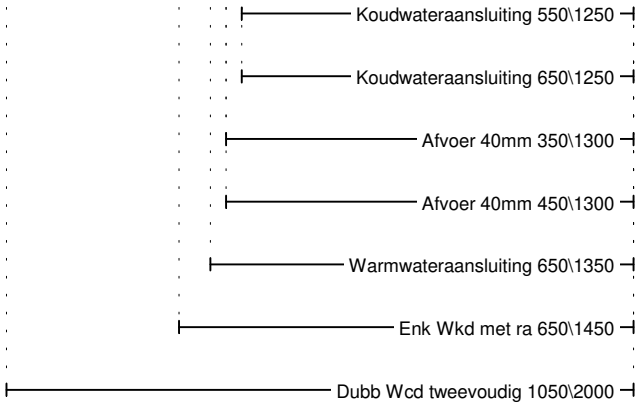 Koudwateraansluiting 550\1250
Koudwateraansluiting 650\1250
Afvoer 40mm 350\1300
Afvoer 40mm 450\1300
Warmwateraansluiting 650\1350
Enk Wkd met ra 650\1450
Dubb Wcd tweevoudig 1050\2000